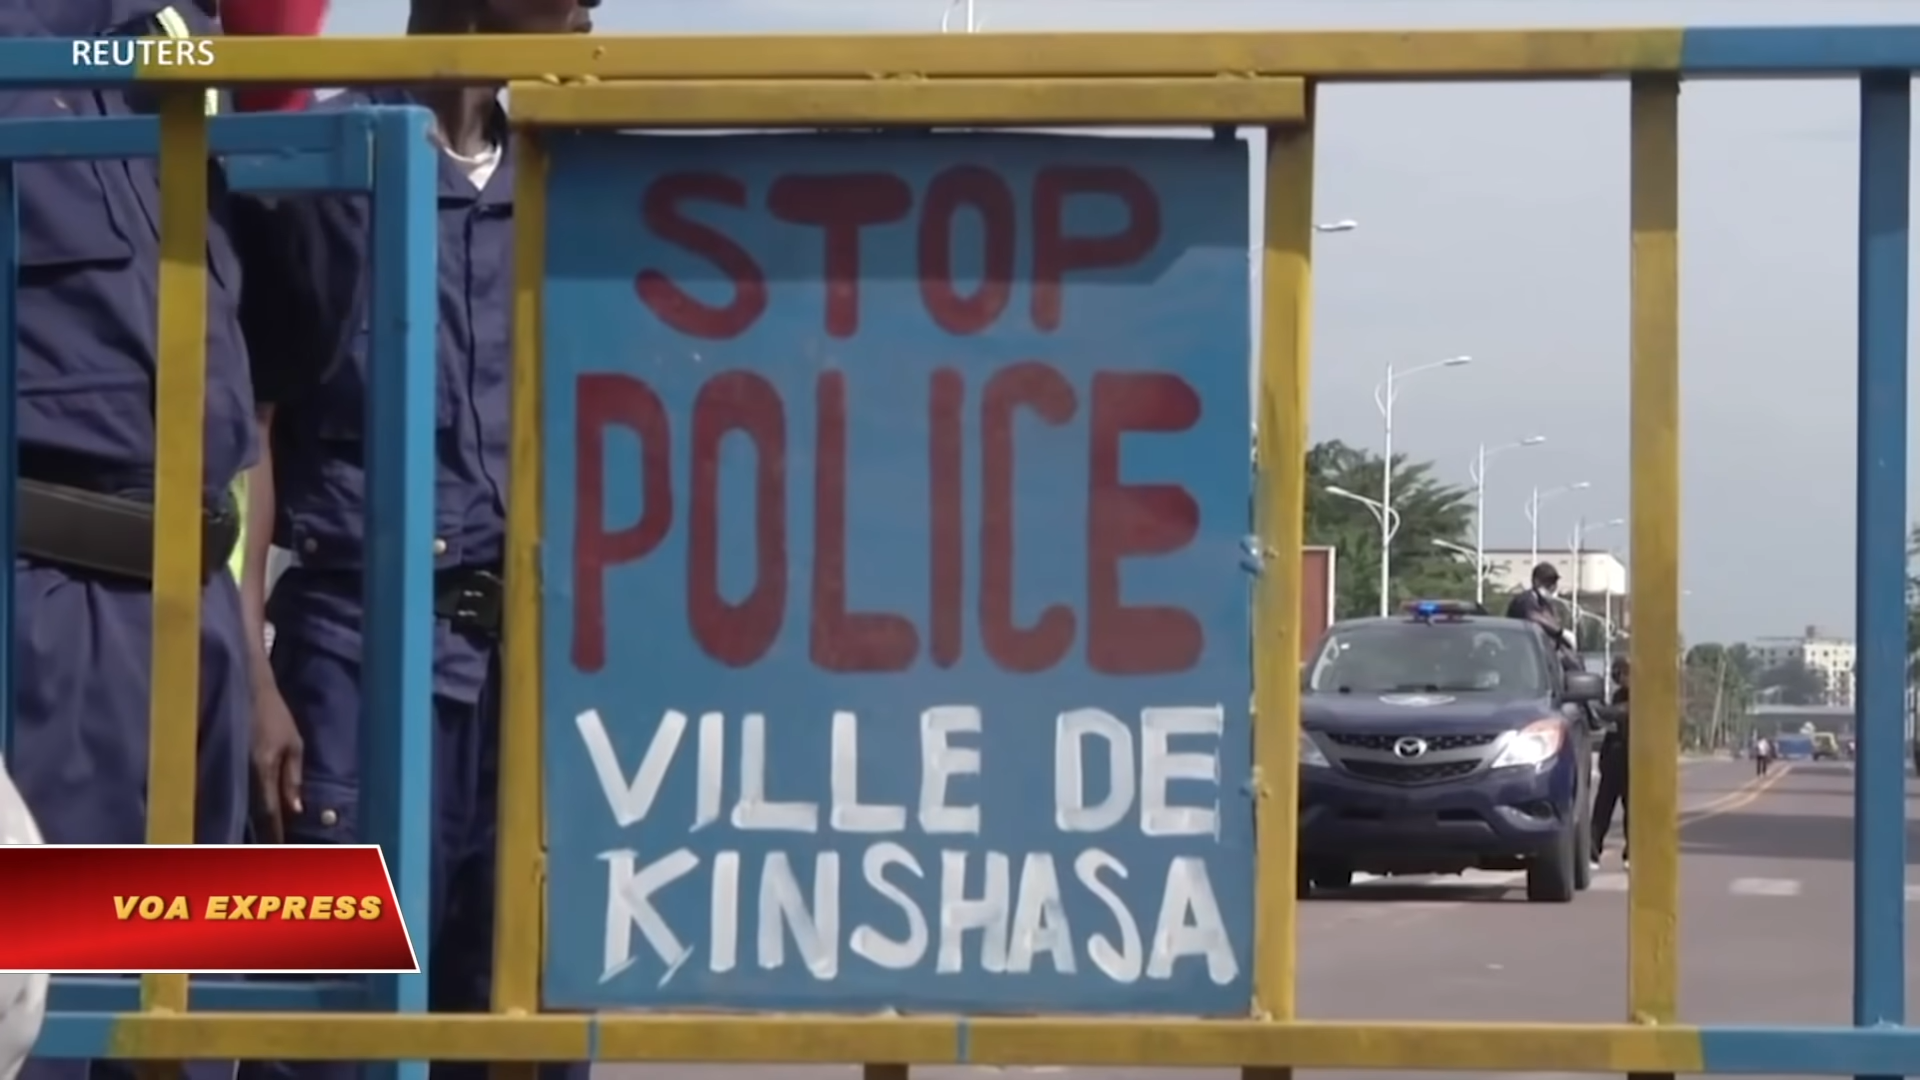 REUTERS
STOP
POLICE
VILLE DE
KINSHASA
VOA EXPRESS